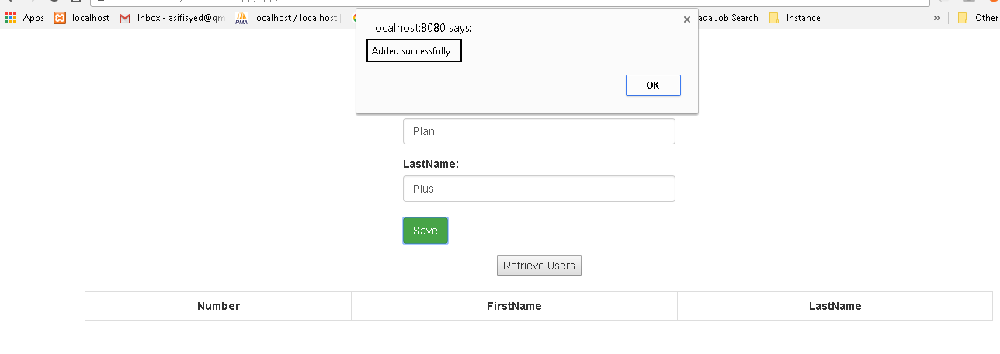 Apps localhost Inbox - asifisyed@gm localhost / localhost ada Job Search Instance » Other
PMA
localhost:8080 says:
Added successfully
OK
Plan
LastName:
Plus
Save
Retrieve Users
Number FirstName LastName